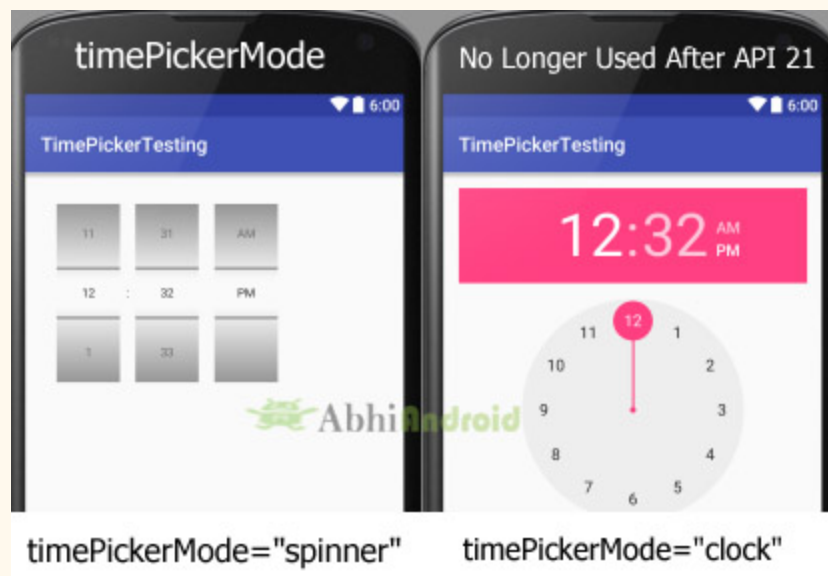 timePickerMode
6:00
TimePickerTesting
11 31 AM
12 : 32 PM
1 33
No Longer Used After API 21
6:00
TimePickerTesting
12:32 AM
PM
12
11 1
10 2
9 3
8 4
7 5
6
AbhiAndroid
timePickerMode="spinner"
timePickerMode="clock"